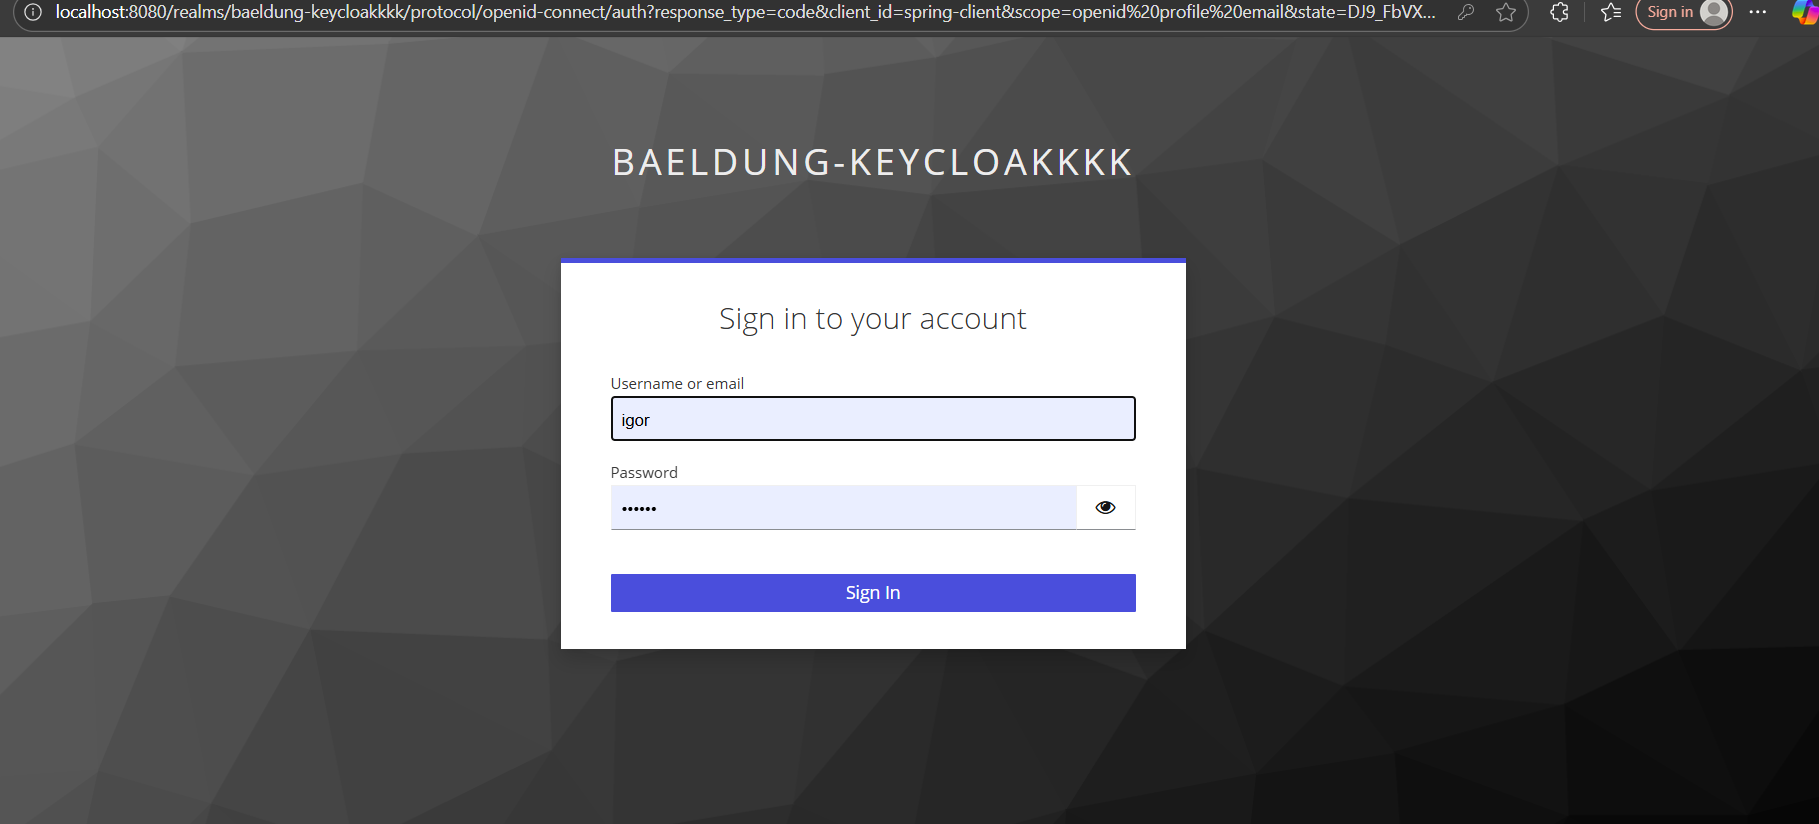 localhost:8080/realms/baeldung-keycloakkkk/protocol/openid-connect/auth?response_type=code&client_id=spring-client&scope=openid%20profile%20email&state=DJ9_FbVX...
Sign in
BAELDUNG-KEYCLOAKKKK
Sign in to your account
Username or email
igor
Password
••••••
Sign In